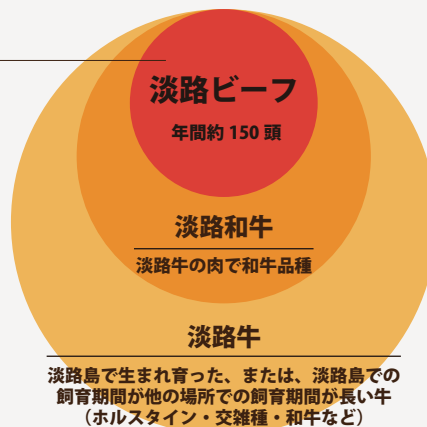 淡路ビーフ
年間約 150 頭
淡路和牛
淡路牛の肉で和牛品種
淡路牛
淡路島で生まれ育った、または、淡路島での
飼育期間が他の場所での飼育期間が長い牛
（ホルスタイン・交雑種・和牛など）